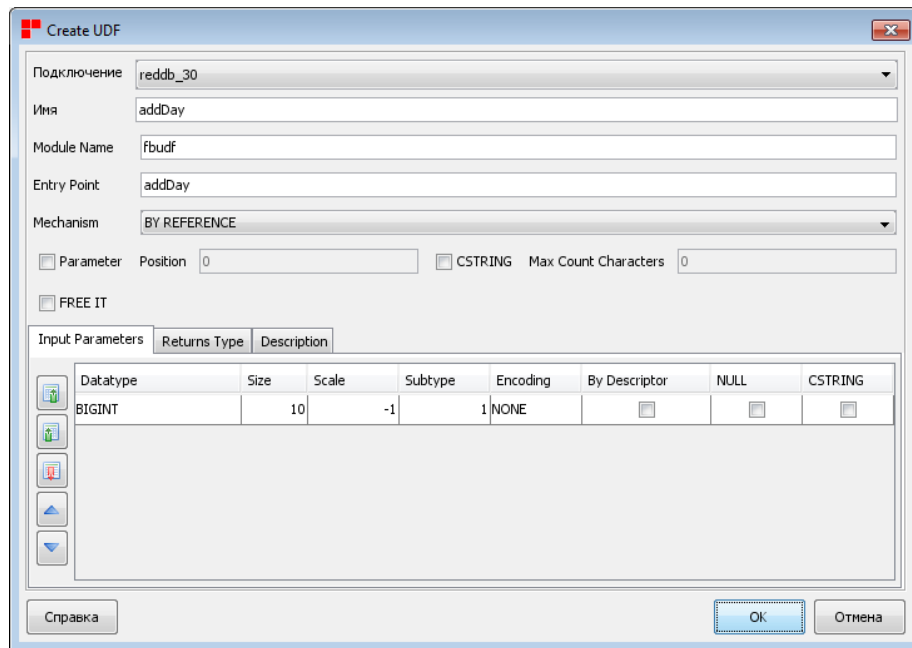 Create UDF
Подключение reddb_30
Имя addDay
Module Name fbudf
Entry Point addDay
Mechanism BY REFERENCE
Parameter Position 0 CSTRING Max Count Characters 0
FREE IT
Input Parameters Returns Type Description
Datatype Size Scale Subtype Encoding By Descriptor NULL CSTRING
BIGINT 10 -1 1 NONE
Справка OK Отмена